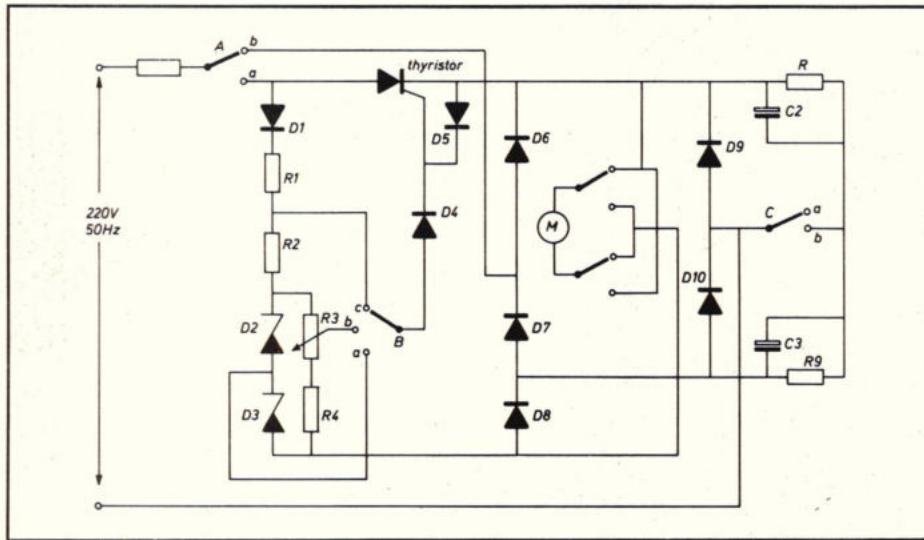 A
b
a
thyristor
D1
D5
R1
D4
R2
c
b
a
B
D2
R3
D3
R4
220V
50Hz
D6
D7
D8
M
D9
D10
C
a
b
R
C2
C3
R9